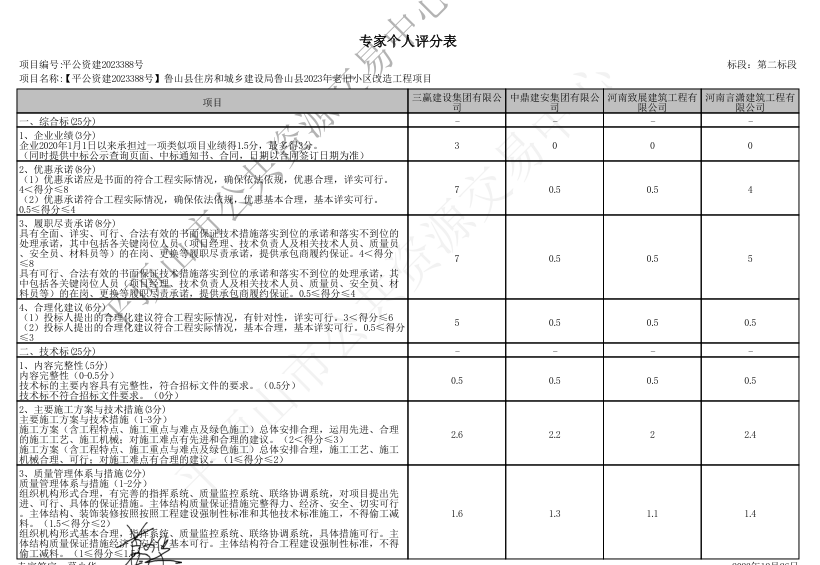 专家个人评分表
项目编号:平公资建2023388号
标段：第二标段
项目名称:【平公资建2023388号】鲁山县住房和城乡建设局鲁山县2023年老旧小区改造工程项目
项目
三赢建设集团有限公司
中鼎建安集团有限公司
河南致展建筑工程有限公司
河南言潇建筑工程有限公司
一、综合标(25分) － － － －
1、企业业绩(3分)
企业2020年1月1日以来承担过一项类似项目业绩得1.5分，最多得3分。
（同时提供中标公示查询页面、中标通知书、合同，日期以合同签订日期为准）
3 0 0 0
2、优惠承诺(8分)
（1）优惠承诺应是书面的符合工程实际情况，确保依法依规，优惠合理，详实可行。
4<得分≤8
（2）优惠承诺符合工程实际情况，确保依法依规，优惠基本合理，基本详实可行。
0.5≤得分≤4
7 0.5 0.5 4
3、履职尽责承诺(8分)
具有全面、详实、可行、合法有效的书面保证技术措施落实到位的承诺和落实不到位的
处理承诺，其中包括各关键岗位人员（项目经理、技术负责人及相关技术人员、质量员
、安全员、材料员等）的在岗、更换等履职尽责承诺，提供承包商履约保证。4<得分
≤8
具有可行、合法有效的书面保证技术措施落实到位的承诺和落实不到位的处理承诺，其
中包括各关键岗位人员（项目经理、技术负责人及相关技术人员、质量员、安全员、材
料员等）的在岗、更换等履职尽责承诺，提供承包商履约保证。0.5≤得分≤4
7 0.5 0.5 5
4、合理化建议(6分)
（1）投标人提出的合理化建议符合工程实际情况，有针对性，详实可行。3<得分≤6
（2）投标人提出的合理化建议符合工程实际情况，基本合理，基本详实可行。0.5≤得分
≤3
5 0.5 0.5 0.5
二、技术标(25分) － － － －
1、内容完整性(.5分)
内容完整性（0-0.5分）
技术标的主要内容具有完整性，符合招标文件的要求。（0.5分）
技术标不符合招标文件要求。（0分）
0.5 0.5 0.5 0.5
2、主要施工方案与技术措施(3分)
主要施工方案与技术措施（1-3分）
施工方案（含工程特点、施工重点与难点及绿色施工）总体安排合理，运用先进、合理
的施工工艺、施工机械；对施工难点有先进和合理的建议。（2<得分≤3）
施工方案（含工程特点、施工重点与难点及绿色施工）总体安排合理，施工工艺、施工
机械合理、可行；对施工难点有合理的建议。（1≤得分≤2）
2.6 2.2 2 2.4
3、质量管理体系与措施(2分)
质量管理体系与措施（1-2分）
组织机构形式合理，有完善的指挥系统、质量监控系统、联络协调系统，对项目提出先
进、可行、具体的保证措施。主体结构质量保证措施完整得力、经济、安全、切实可行
。主体结构、装饰装修按照按照工程建设强制性标准和其他技术标准施工，不得偷工减
料。（1.5<得分≤2）
组织机构形式基本合理，指挥系统、质量监控系统、联络协调系统，具体措施可行。主
体结构质量保证措施经济、安全、基本可行。主体结构符合工程建设强制性标准，不得
偷工减料。（1≤得分≤1.5）
1.6 1.3 1.1 1.4